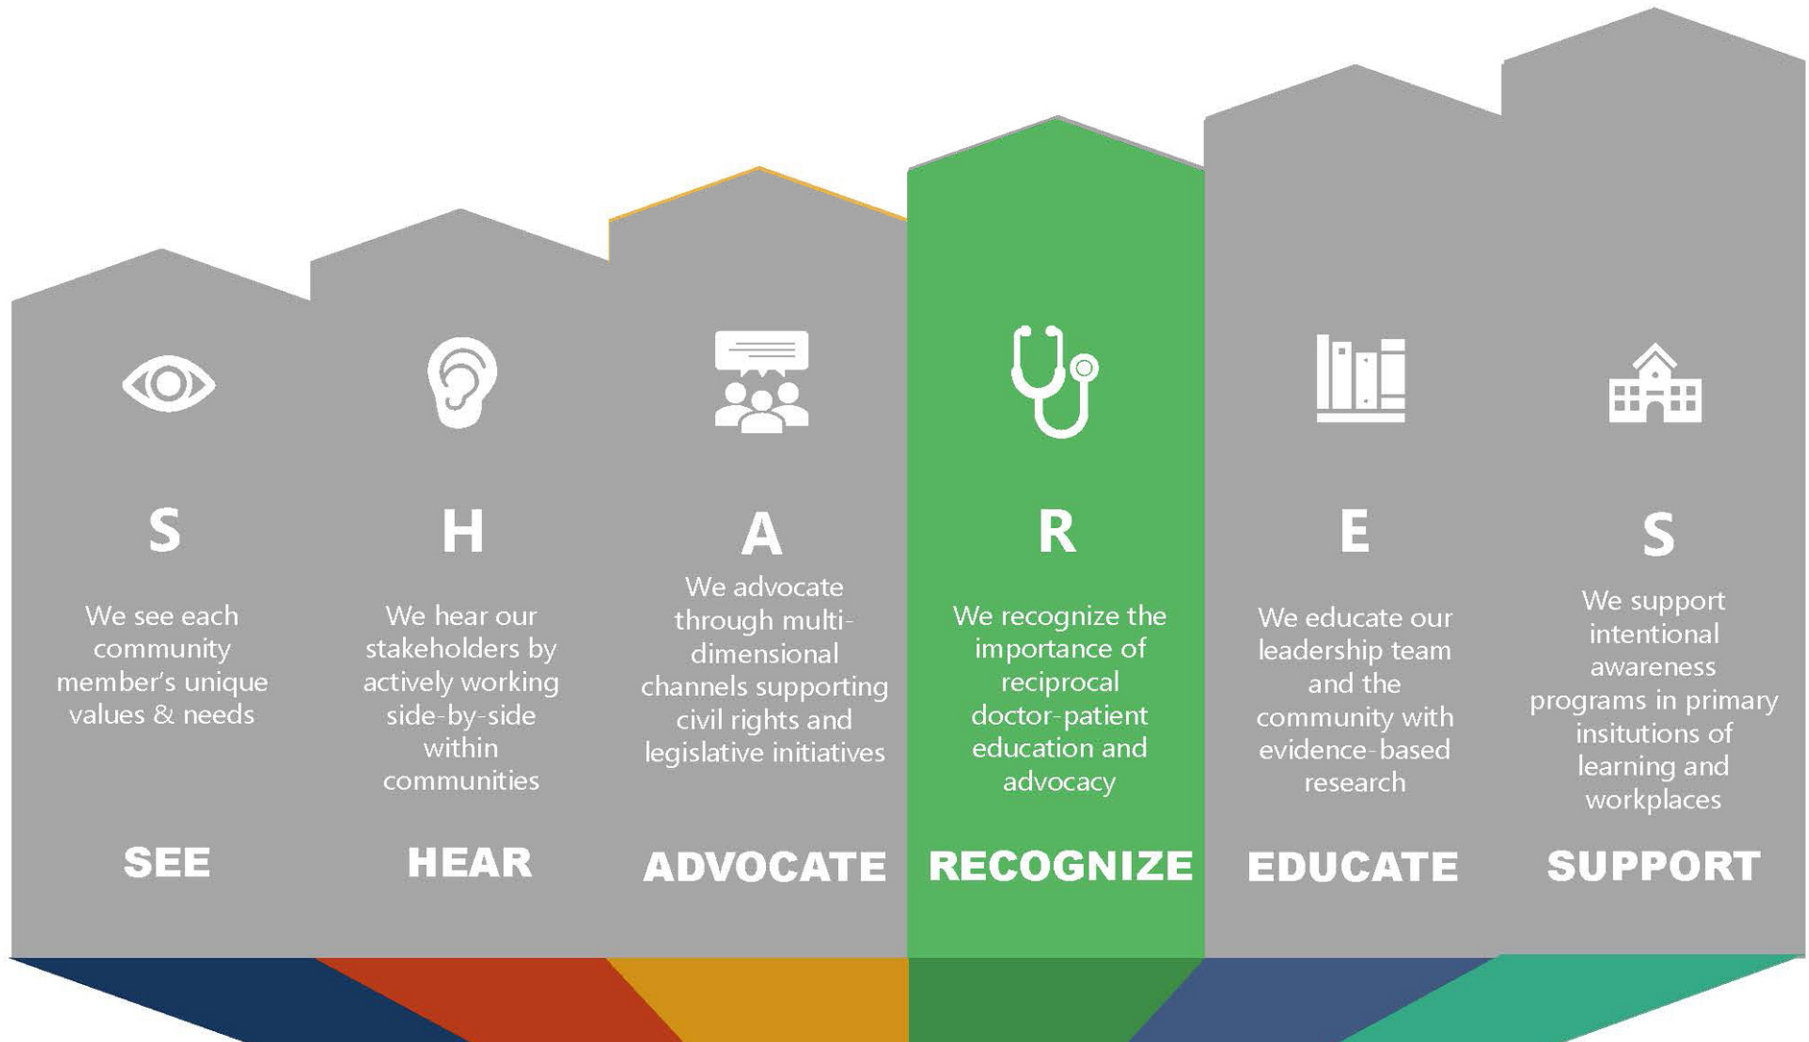 S
We see each
community
member's unique
values & needs
SEE
H
We hear our
stakeholders by
actively working
side-by-side
within
communities
HEAR
A
We advocate
through multi-
dimensional
channels supporting
civil rights and
legislative initiatives
ADVOCATE
R
We recognize the
importance of
reciprocal
doctor-patient
education and
advocacy
RECOGNIZE
E
We educate our
leadership team
and the
community with
evidence-based
research
EDUCATE
S
We support
intentional
awareness
programs in primary
insitutions of
learning and
workplaces
SUPPORT